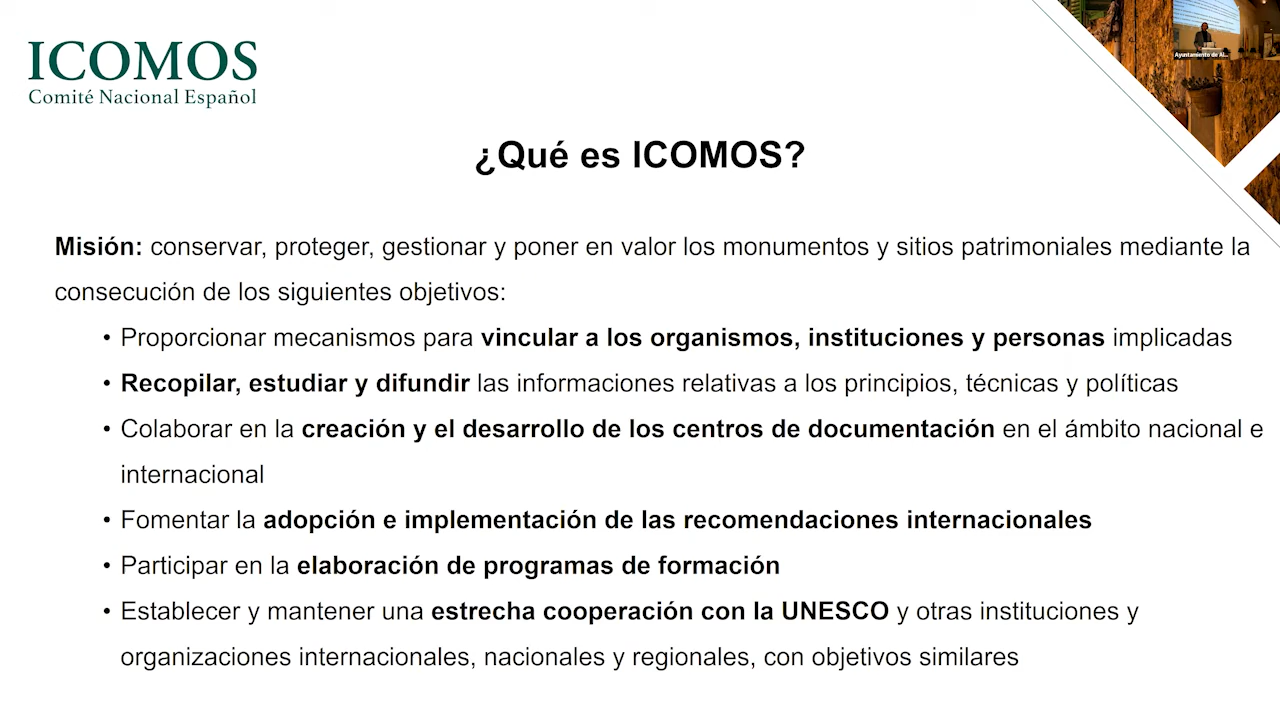 ICOMOS
Comité Nacional Español
Ayuntamiento de Al...
¿Qué es ICOMOS?
Misión: conservar, proteger, gestionar y poner en valor los monumentos y sitios patrimoniales mediante la
consecución de los siguientes objetivos:
• Proporcionar mecanismos para vincular a los organismos, instituciones y personas implicadas
• Recopilar, estudiar y difundir las informaciones relativas a los principios, técnicas y políticas
• Colaborar en la creación y el desarrollo de los centros de documentación en el ámbito nacional e
internacional
• Fomentar la adopción e implementación de las recomendaciones internacionales
• Participar en la elaboración de programas de formación
• Establecer y mantener una estrecha cooperación con la UNESCO y otras instituciones y
organizaciones internacionales, nacionales y regionales, con objetivos similares